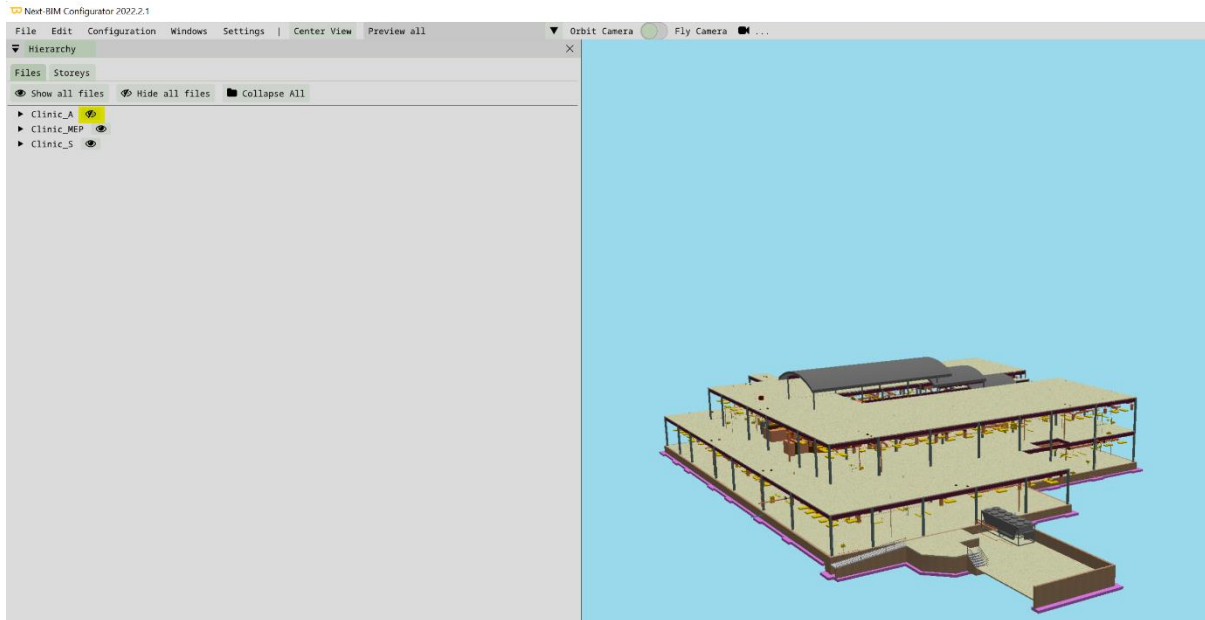 Next-BIM Configurator 2022.2.1
File Edit Configuration Windows Settings | Center View Preview all Orbit Camera Fly Camera ...
Hierarchy
Files Storeys
Show all files Hide all files Collapse All
Clinic_A
Clinic_MEP
Clinic_S